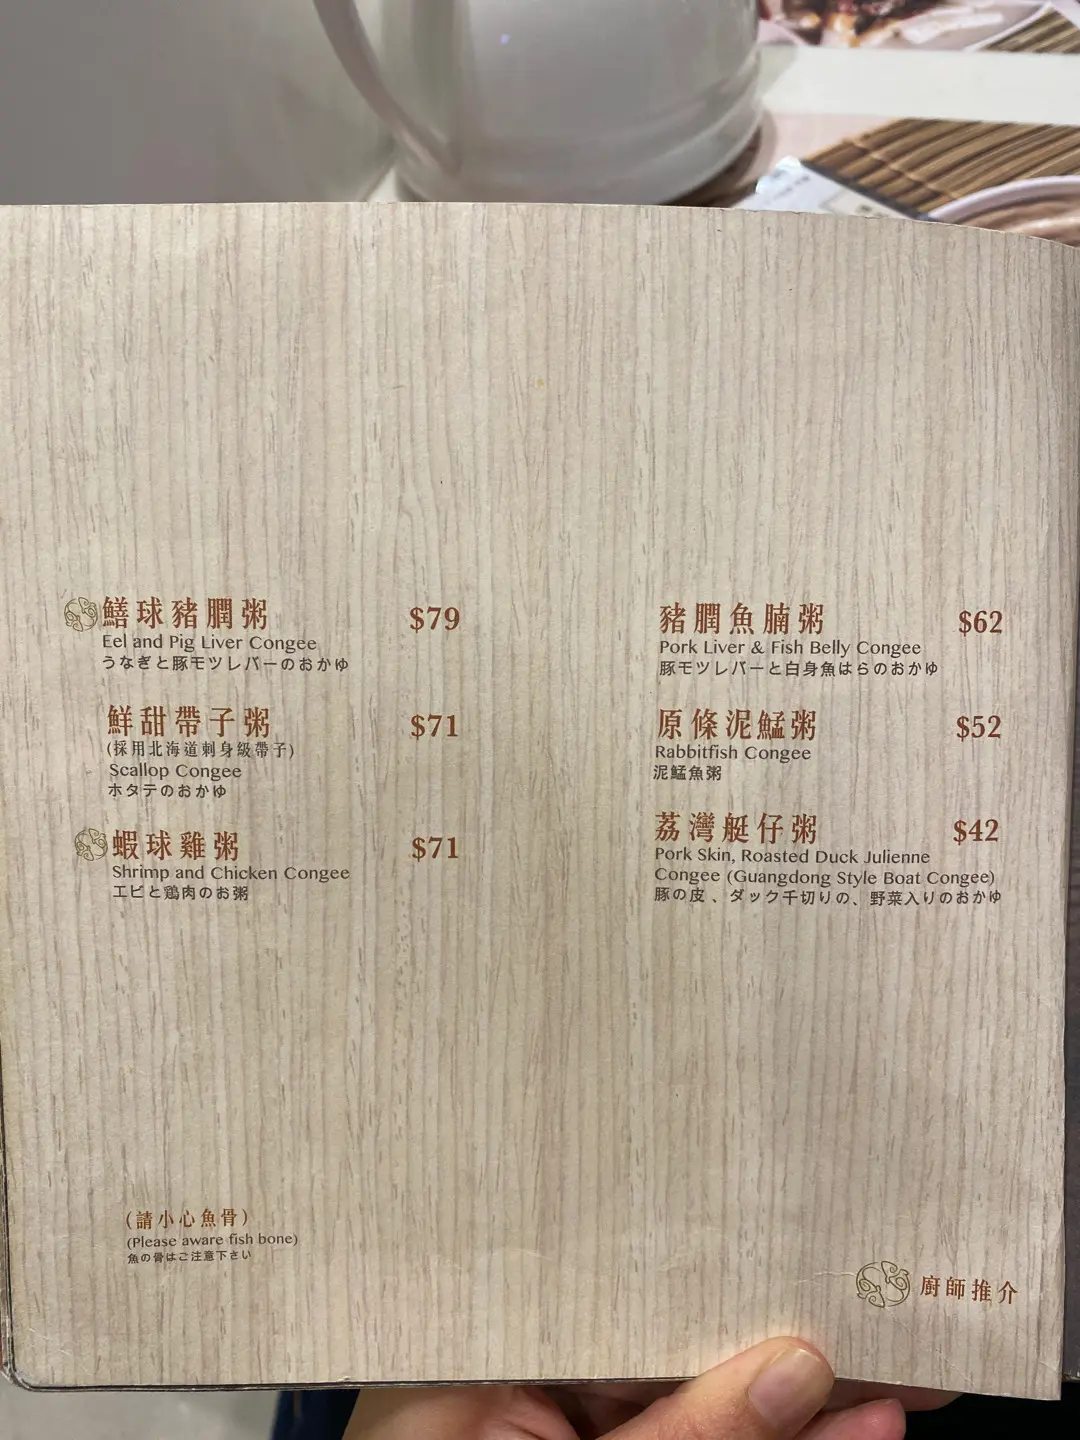 鱔球豬膶粥 $79
Eel and Pig Liver Congee
うなぎと豚モツレバーのおかゆ
鮮甜帶子粥 $71
(採用北海道刺身級帶子)
Scallop Congee
ホタテのおかゆ
蝦球雞粥 $71
Shrimp and Chicken Congee
エビと鶏肉のお粥
豬膶魚腩粥 $62
Pork Liver & Fish Belly Congee
豚モツレバーと白身魚はらのおかゆ
原條泥鯭粥 $52
Rabbitfish Congee
泥鯭魚粥
荔灣艇仔粥 $42
Pork Skin, Roasted Duck Julienne
Congee (Guangdong Style Boat Congee)
豚の皮、ダック千切りの、野菜入りのおかゆ
(請小心魚骨)
(Please aware fish bone)
魚の骨はご注意下さい
廚師推介